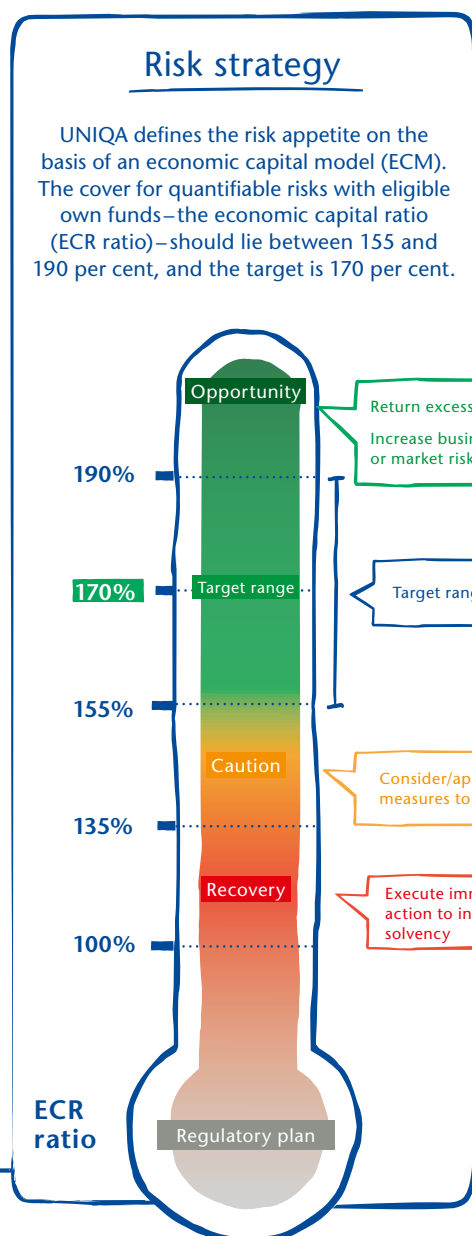 Risk strategy
UNIQA defines the risk appetite on the
basis of an economic capital model (ECM).
The cover for quantifiable risks with eligible
own funds–the economic capital ratio
(ECR ratio)–should lie between 155 and
190 per cent, and the target is 170 per cent.
Opportunity
Return excess
Increase busin
or market risk
190%
170%
Target range
Target rang
155%
Caution
Consider/ap
measures to
135%
Recovery
Execute imm
action to in
solvency
100%
ECR
ratio
Regulatory plan